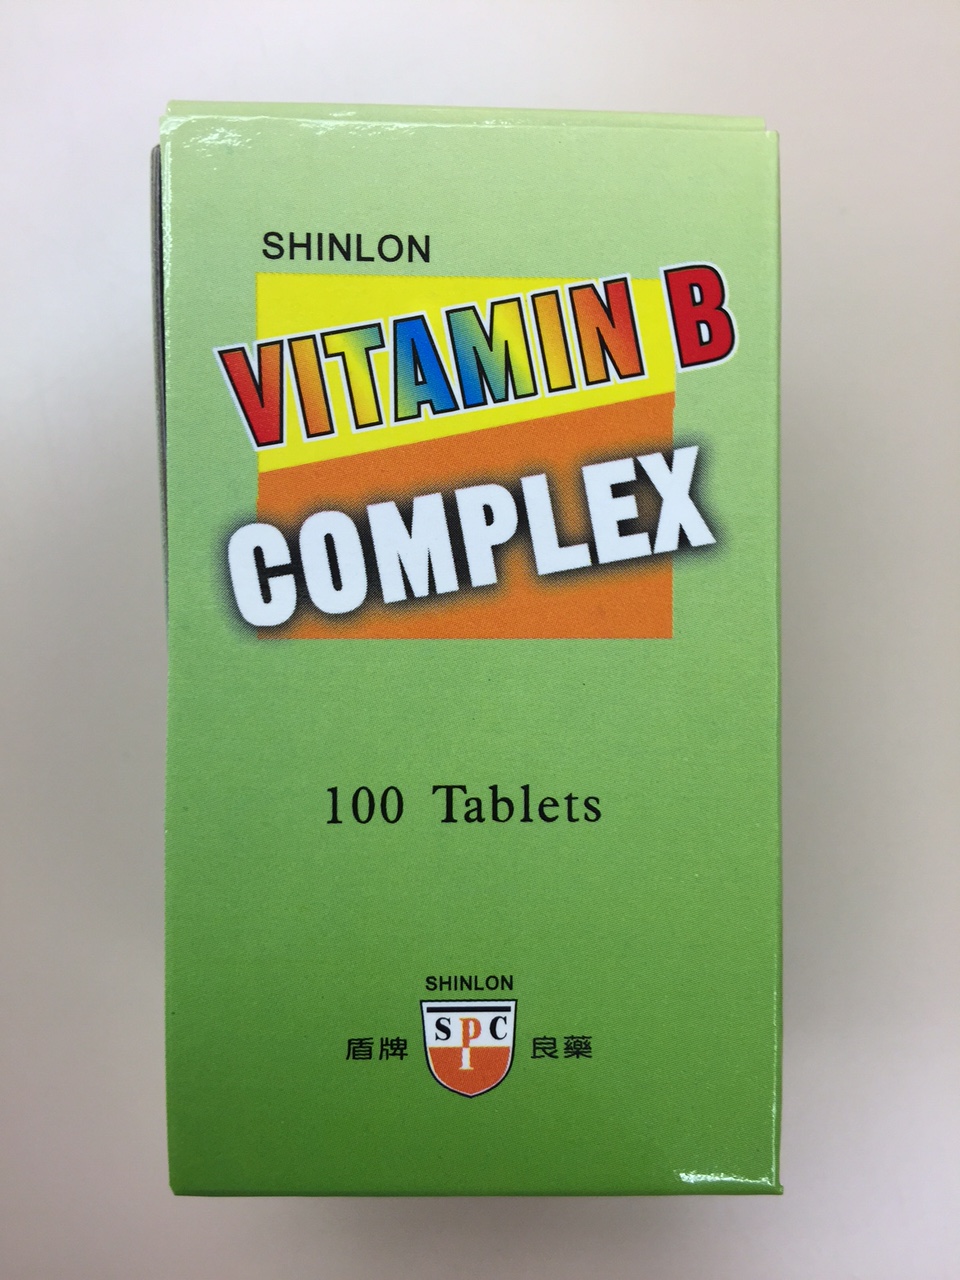 SHINLON
VITAMIN B
COMPLEX
100 Tablets
SHINLON
盾牌 SPC 良藥